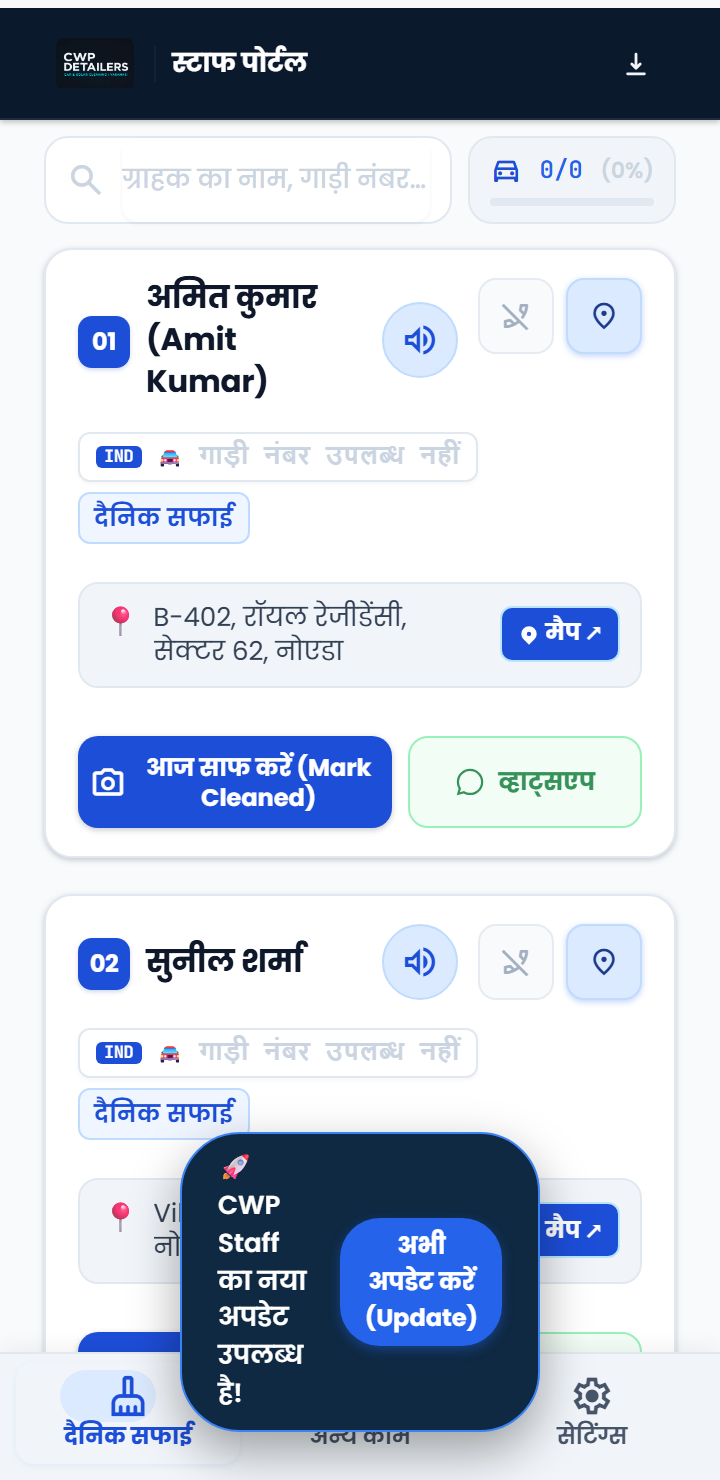 CWP
DETAILERS
स्टाफ पोर्टल
ग्राहक का नाम, गाड़ी नंबर...
0/0 (0%)
01
अमित कुमार
(Amit
Kumar)
IND गाड़ी नंबर उपलब्ध नहीं
दैनिक सफाई
B-402, रॉयल रेजीडेंसी,
सेक्टर 62, नोएडा
मैप ↗
आज साफ करें (Mark
Cleaned)
व्हाट्सएप
02
सुनील शर्मा
IND गाड़ी नंबर उपलब्ध नहीं
दैनिक सफाई
मैप ↗
🚀
CWP
Staff
का नया
अपडेट
उपलब्ध
है!
अभी
अपडेट करें
(Update)
दैनिक सफाई
अन्य काम
सेटिंग्स